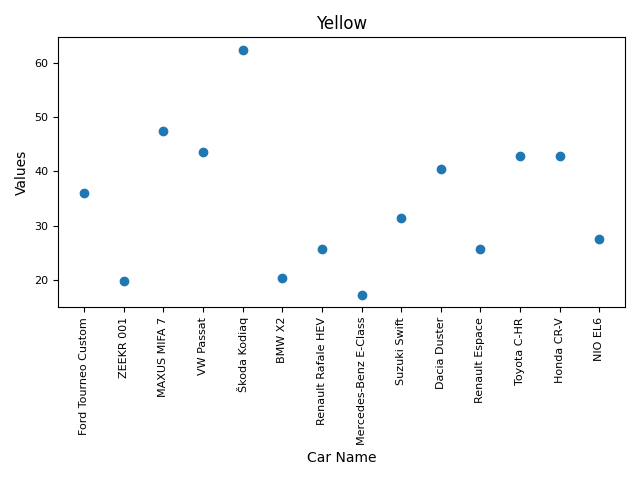 Yellow
Values
60
50
40
30
20
Ford Tourneo Custom
ZEEKR 001
MAXUS MIFA 7
VW Passat
Škoda Kodiaq
BMW X2
Renault Rafale HEV
Mercedes-Benz E-Class
Suzuki Swift
Dacia Duster
Renault Espace
Toyota C-HR
Honda CR-V
NIO EL6
Car Name